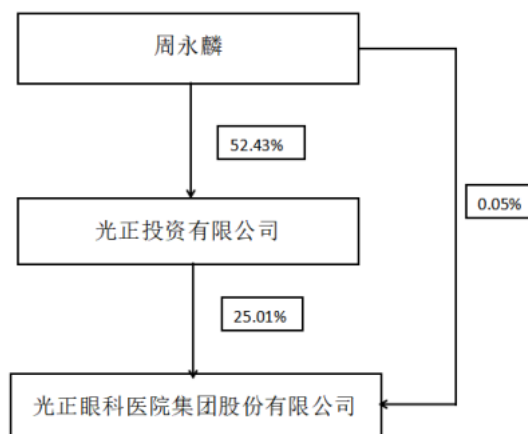 周永麟
52.43%
光正投资有限公司
0.05%
25.01%
光正眼科医院集团股份有限公司